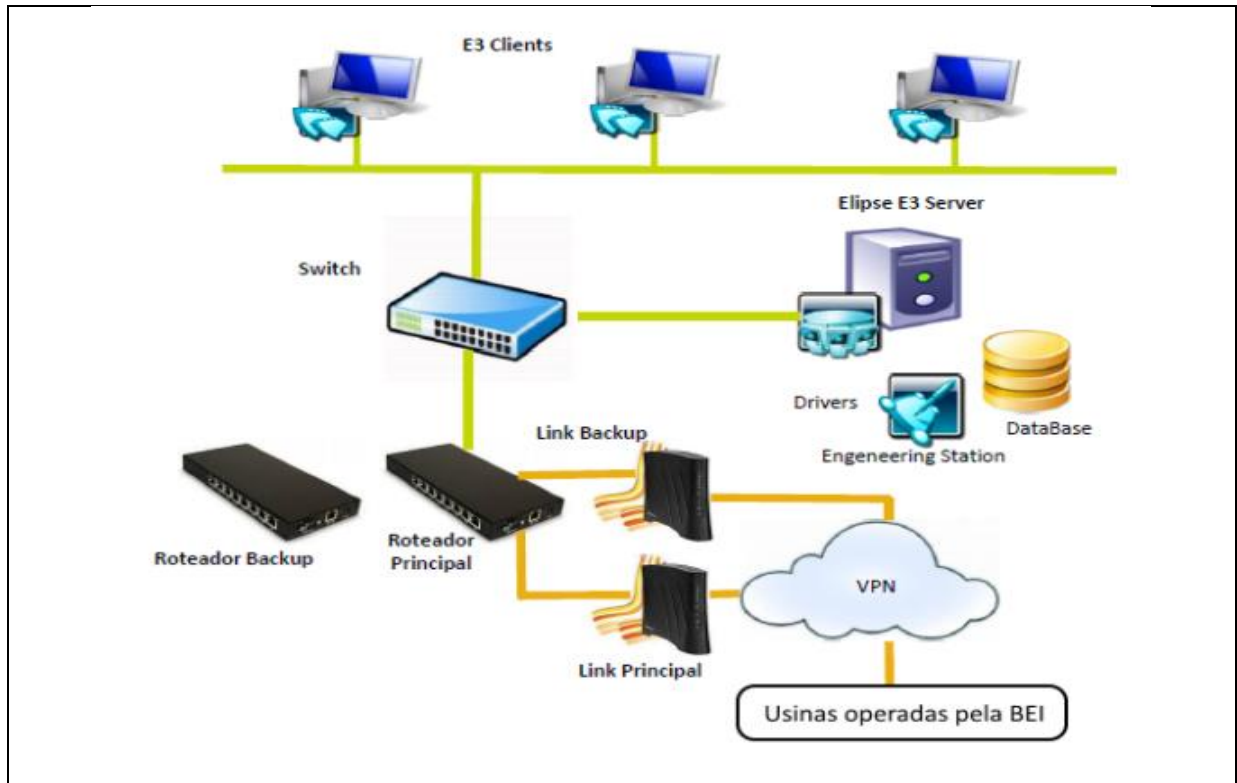 E3 Clients
Elipse E3 Server
Switch
Drivers
DataBase
Engeneering Station
Link Backup
Roteador Backup
Roteador
Principal
VPN
Link Principal
Usinas operadas pela BEI